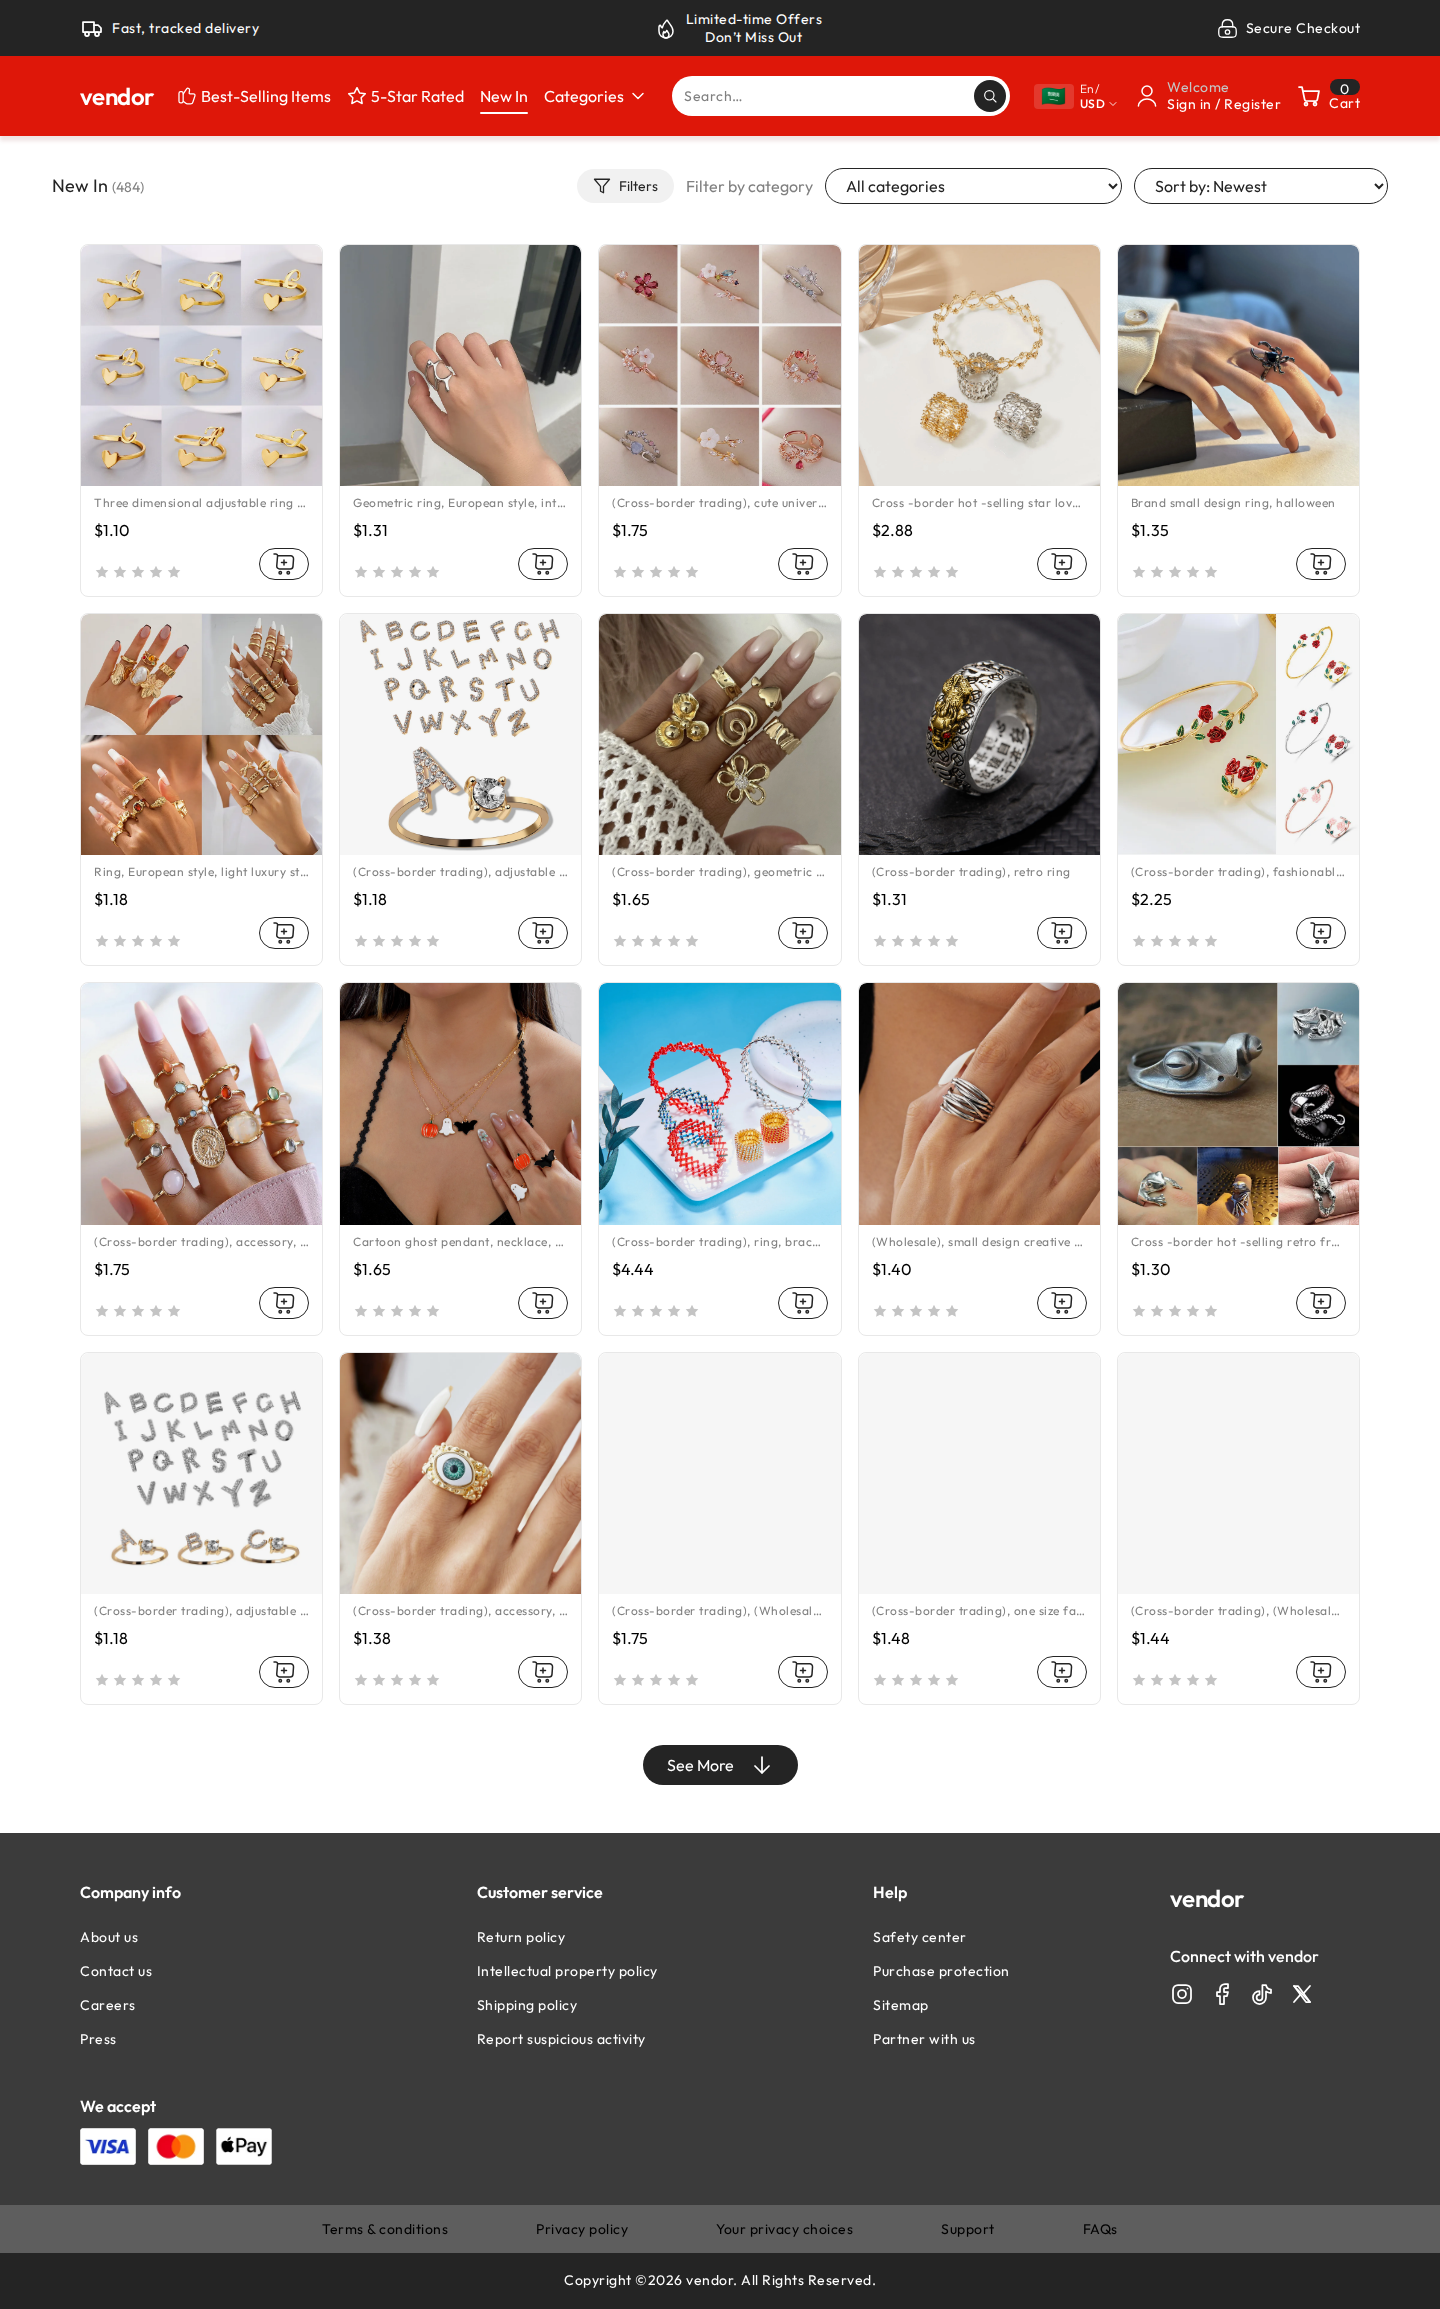 Fast, tracked delivery
Limited-time Offers
Don't Miss Out
Secure Checkout
vendor
Best-Selling Items
5-Star Rated
New In
Categories
Search...
En/
USD
Welcome
Sign in / Register
0
Cart
New In (484)
Filters
Filter by category
All categories
Sort by: Newest
Three dimensional adjustable ring ...
$1.10
Geometric ring, European style, int...
$1.31
(Cross-border trading), cute univer...
$1.75
Cross -border hot -selling star lov...
$2.88
Brand small design ring, halloween
$1.35
A B C D E F G H
I J K L M N O
P Q R S T U
V W X Y Z
A
Ring, European style, light luxury st...
$1.18
(Cross-border trading), adjustable ...
$1.18
(Cross-border trading), geometric ...
$1.65
(Cross-border trading), retro ring
$1.31
(Cross-border trading), fashionabl...
$2.25
(Cross-border trading), accessory, ...
$1.75
Cartoon ghost pendant, necklace, ...
$1.65
(Cross-border trading), ring, brac...
$4.44
(Wholesale), small design creative ...
$1.40
Cross -border hot -selling retro fr...
$1.30
A B C D E F G H
I J K L M N O
P Q R S T U
V W X Y Z
A B C
(Cross-border trading), adjustable ...
$1.18
(Cross-border trading), accessory, ...
$1.38
(Cross-border trading), (Wholesal...
$1.75
(Cross-border trading), one size fa...
$1.48
(Cross-border trading), (Wholesal...
$1.44
See More
Company info
About us
Contact us
Careers
Press
Customer service
Return policy
Intellectual property policy
Shipping policy
Report suspicious activity
Help
Safety center
Purchase protection
Sitemap
Partner with us
vendor
Connect with vendor
We accept
VISA
Pay
Terms & conditions
Privacy policy
Your privacy choices
Support
FAQs
Copyright ©2026 vendor. All Rights Reserved.